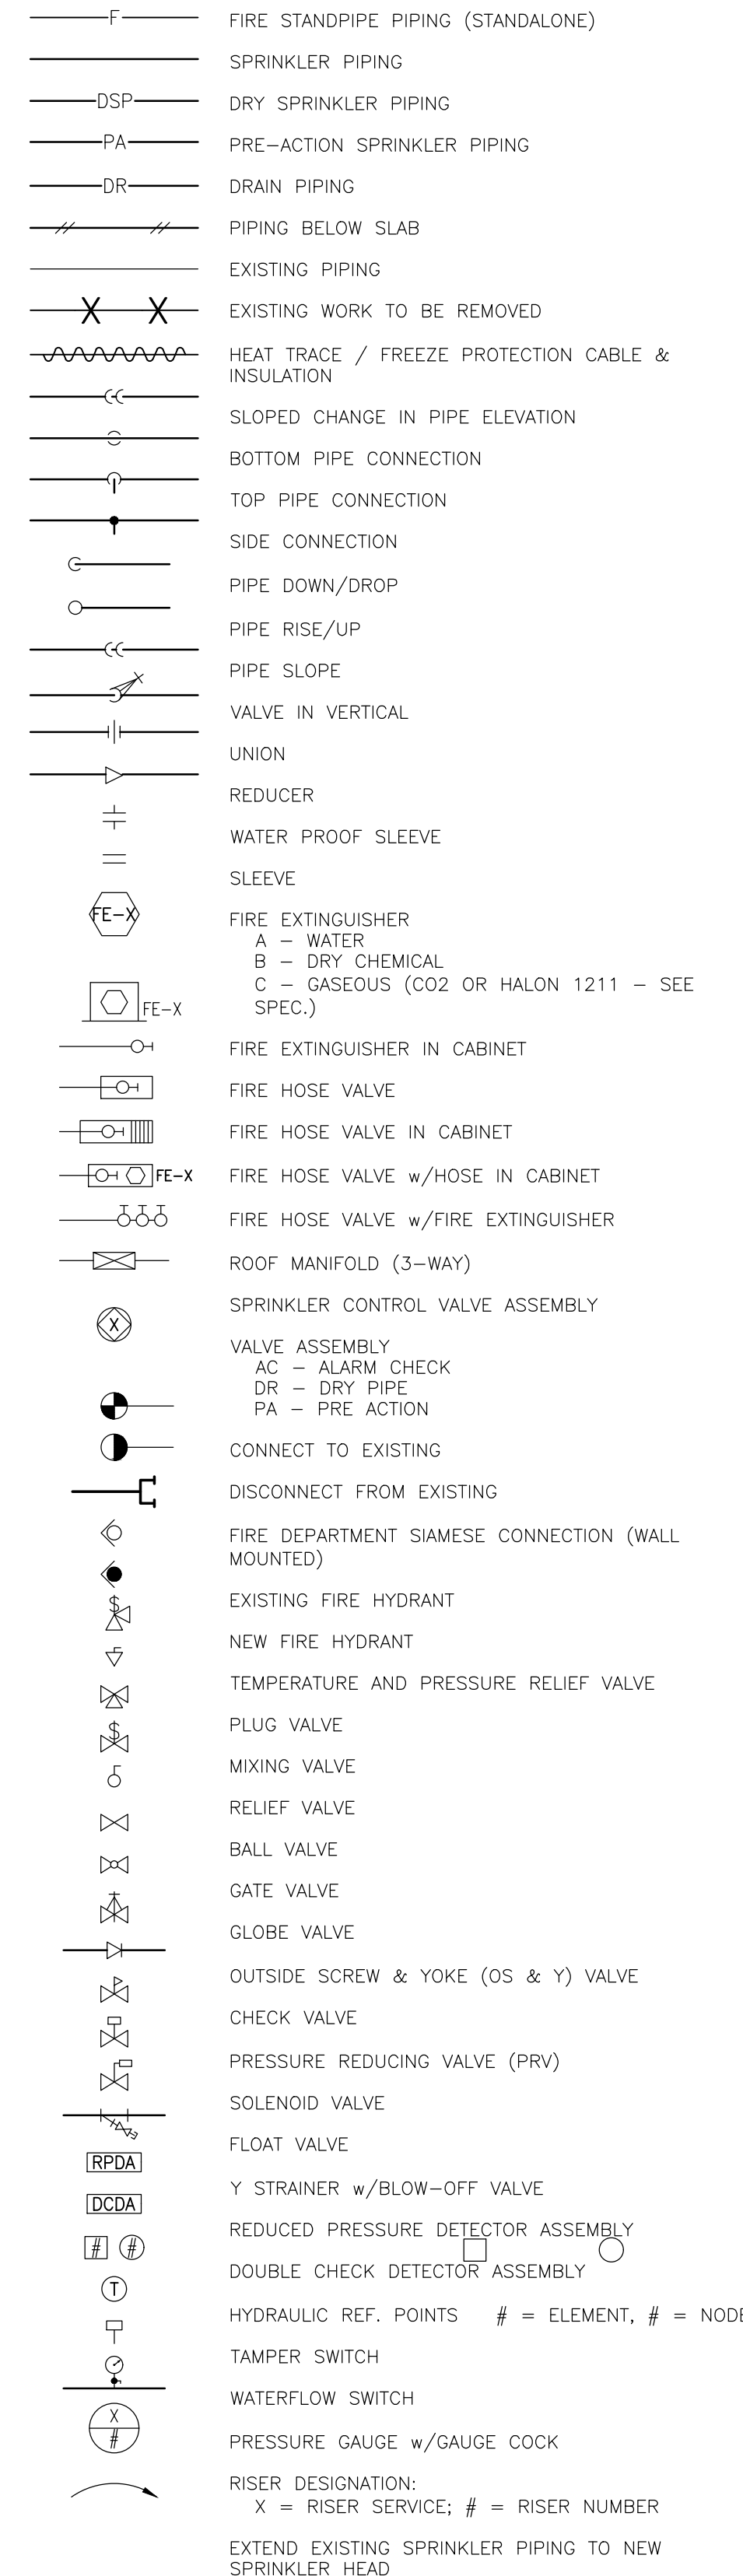 F FIRE STANDPIPE PIPING (STANDALONE)
SPRINKLER PIPING
DSP DRY SPRINKLER PIPING
PA PRE-ACTION SPRINKLER PIPING
DR DRAIN PIPING
PIPING BELOW SLAB
EXISTING PIPING
X X EXISTING WORK TO BE REMOVED
HEAT TRACE / FREEZE PROTECTION CABLE &
INSULATION
SLOPED CHANGE IN PIPE ELEVATION
BOTTOM PIPE CONNECTION
TOP PIPE CONNECTION
SIDE CONNECTION
PIPE DOWN/DROP
PIPE RISE/UP
PIPE SLOPE
VALVE IN VERTICAL
UNION
REDUCER
WATER PROOF SLEEVE
SLEEVE
FE-X FIRE EXTINGUISHER
A - WATER
B - DRY CHEMICAL
C - GASEOUS (CO2 OR HALON 1211 - SEE
FE-X SPEC.)
FIRE EXTINGUISHER IN CABINET
FIRE HOSE VALVE
FIRE HOSE VALVE IN CABINET
FE-X FIRE HOSE VALVE w/HOSE IN CABINET
FIRE HOSE VALVE w/FIRE EXTINGUISHER
ROOF MANIFOLD (3-WAY)
SPRINKLER CONTROL VALVE ASSEMBLY
X
VALVE ASSEMBLY
AC - ALARM CHECK
DR - DRY PIPE
PA - PRE ACTION
CONNECT TO EXISTING
DISCONNECT FROM EXISTING
FIRE DEPARTMENT SIAMESE CONNECTION (WALL
MOUNTED)
EXISTING FIRE HYDRANT
NEW FIRE HYDRANT
TEMPERATURE AND PRESSURE RELIEF VALVE
PLUG VALVE
MIXING VALVE
RELIEF VALVE
BALL VALVE
GATE VALVE
GLOBE VALVE
OUTSIDE SCREW & YOKE (OS & Y) VALVE
CHECK VALVE
PRESSURE REDUCING VALVE (PRV)
SOLENOID VALVE
FLOAT VALVE
RPDA
Y STRAINER w/BLOW-OFF VALVE
DCDA
REDUCED PRESSURE DETECTOR ASSEMBLY
# #
DOUBLE CHECK DETECTOR ASSEMBLY
T
HYDRAULIC REF. POINTS # = ELEMENT, # = NODE
TAMPER SWITCH
WATERFLOW SWITCH
X
#
PRESSURE GAUGE w/GAUGE COCK
RISER DESIGNATION:
X = RISER SERVICE; # = RISER NUMBER
EXTEND EXISTING SPRINKLER PIPING TO NEW
SPRINKLER HEAD